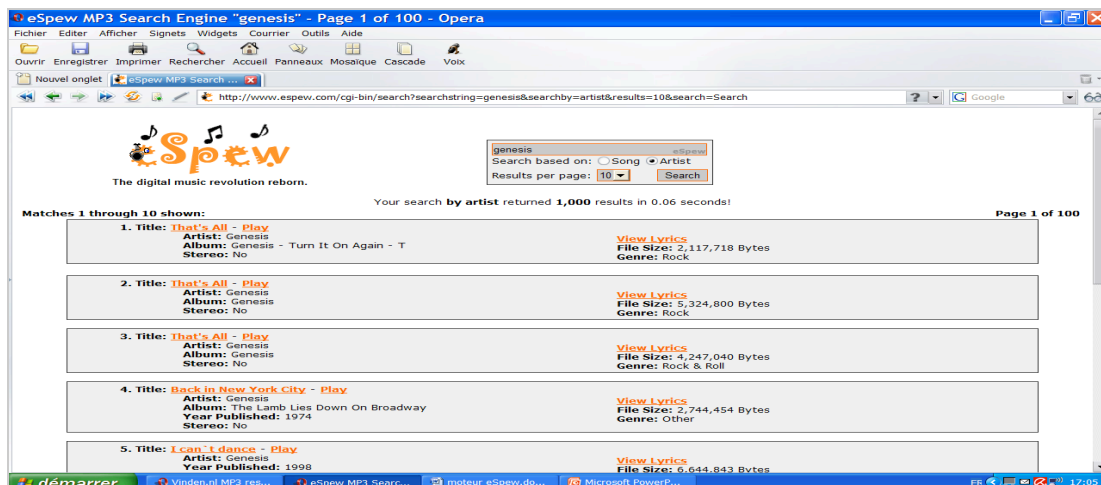 eSpew MP3 Search Engine "genesis" - Page 1 of 100 - Opera
Fichier Editer Afficher Signets Widgets Courrier Outils Aide
Ouvrir Enregistrer Imprimer Rechercher Accueil Panneaux Mosaïque Cascade Voix
Nouvel onglet eSpew MP3 Search ...
http://www.espew.com/cgi-bin/search?searchstring=genesis&searchby=artist&results=10&search=Search ? Google
eSpew
The digital music revolution reborn.
genesis eSpew
Search based on: Song Artist
Results per page: 10 Search
Your search by artist returned 1,000 results in 0.06 seconds!
Matches 1 through 10 shown: Page 1 of 100
1. Title: That's All - Play
Artist: Genesis
Album: Genesis - Turn It On Again - T
Stereo: No
View Lyrics
File Size: 2,117,718 Bytes
Genre: Rock
2. Title: That's All - Play
Artist: Genesis
Album: Genesis
Stereo: No
View Lyrics
File Size: 5,324,800 Bytes
Genre: Rock
3. Title: That's All - Play
Artist: Genesis
Album: Genesis
Stereo: No
View Lyrics
File Size: 4,247,040 Bytes
Genre: Rock & Roll
4. Title: Back in New York City - Play
Artist: Genesis
Album: The Lamb Lies Down On Broadway
Year Published: 1974
Stereo: No
View Lyrics
File Size: 2,744,454 Bytes
Genre: Other
5. Title: I can`t dance - Play
Artist: Genesis
Year Published: 1998
View Lyrics
File Size: 6,644,843 Bytes
démarrer Vinden.nl MP3 res... eSpew MP3 Searc... moteur eSpew.do... Microsoft PowerP... FR 17:05